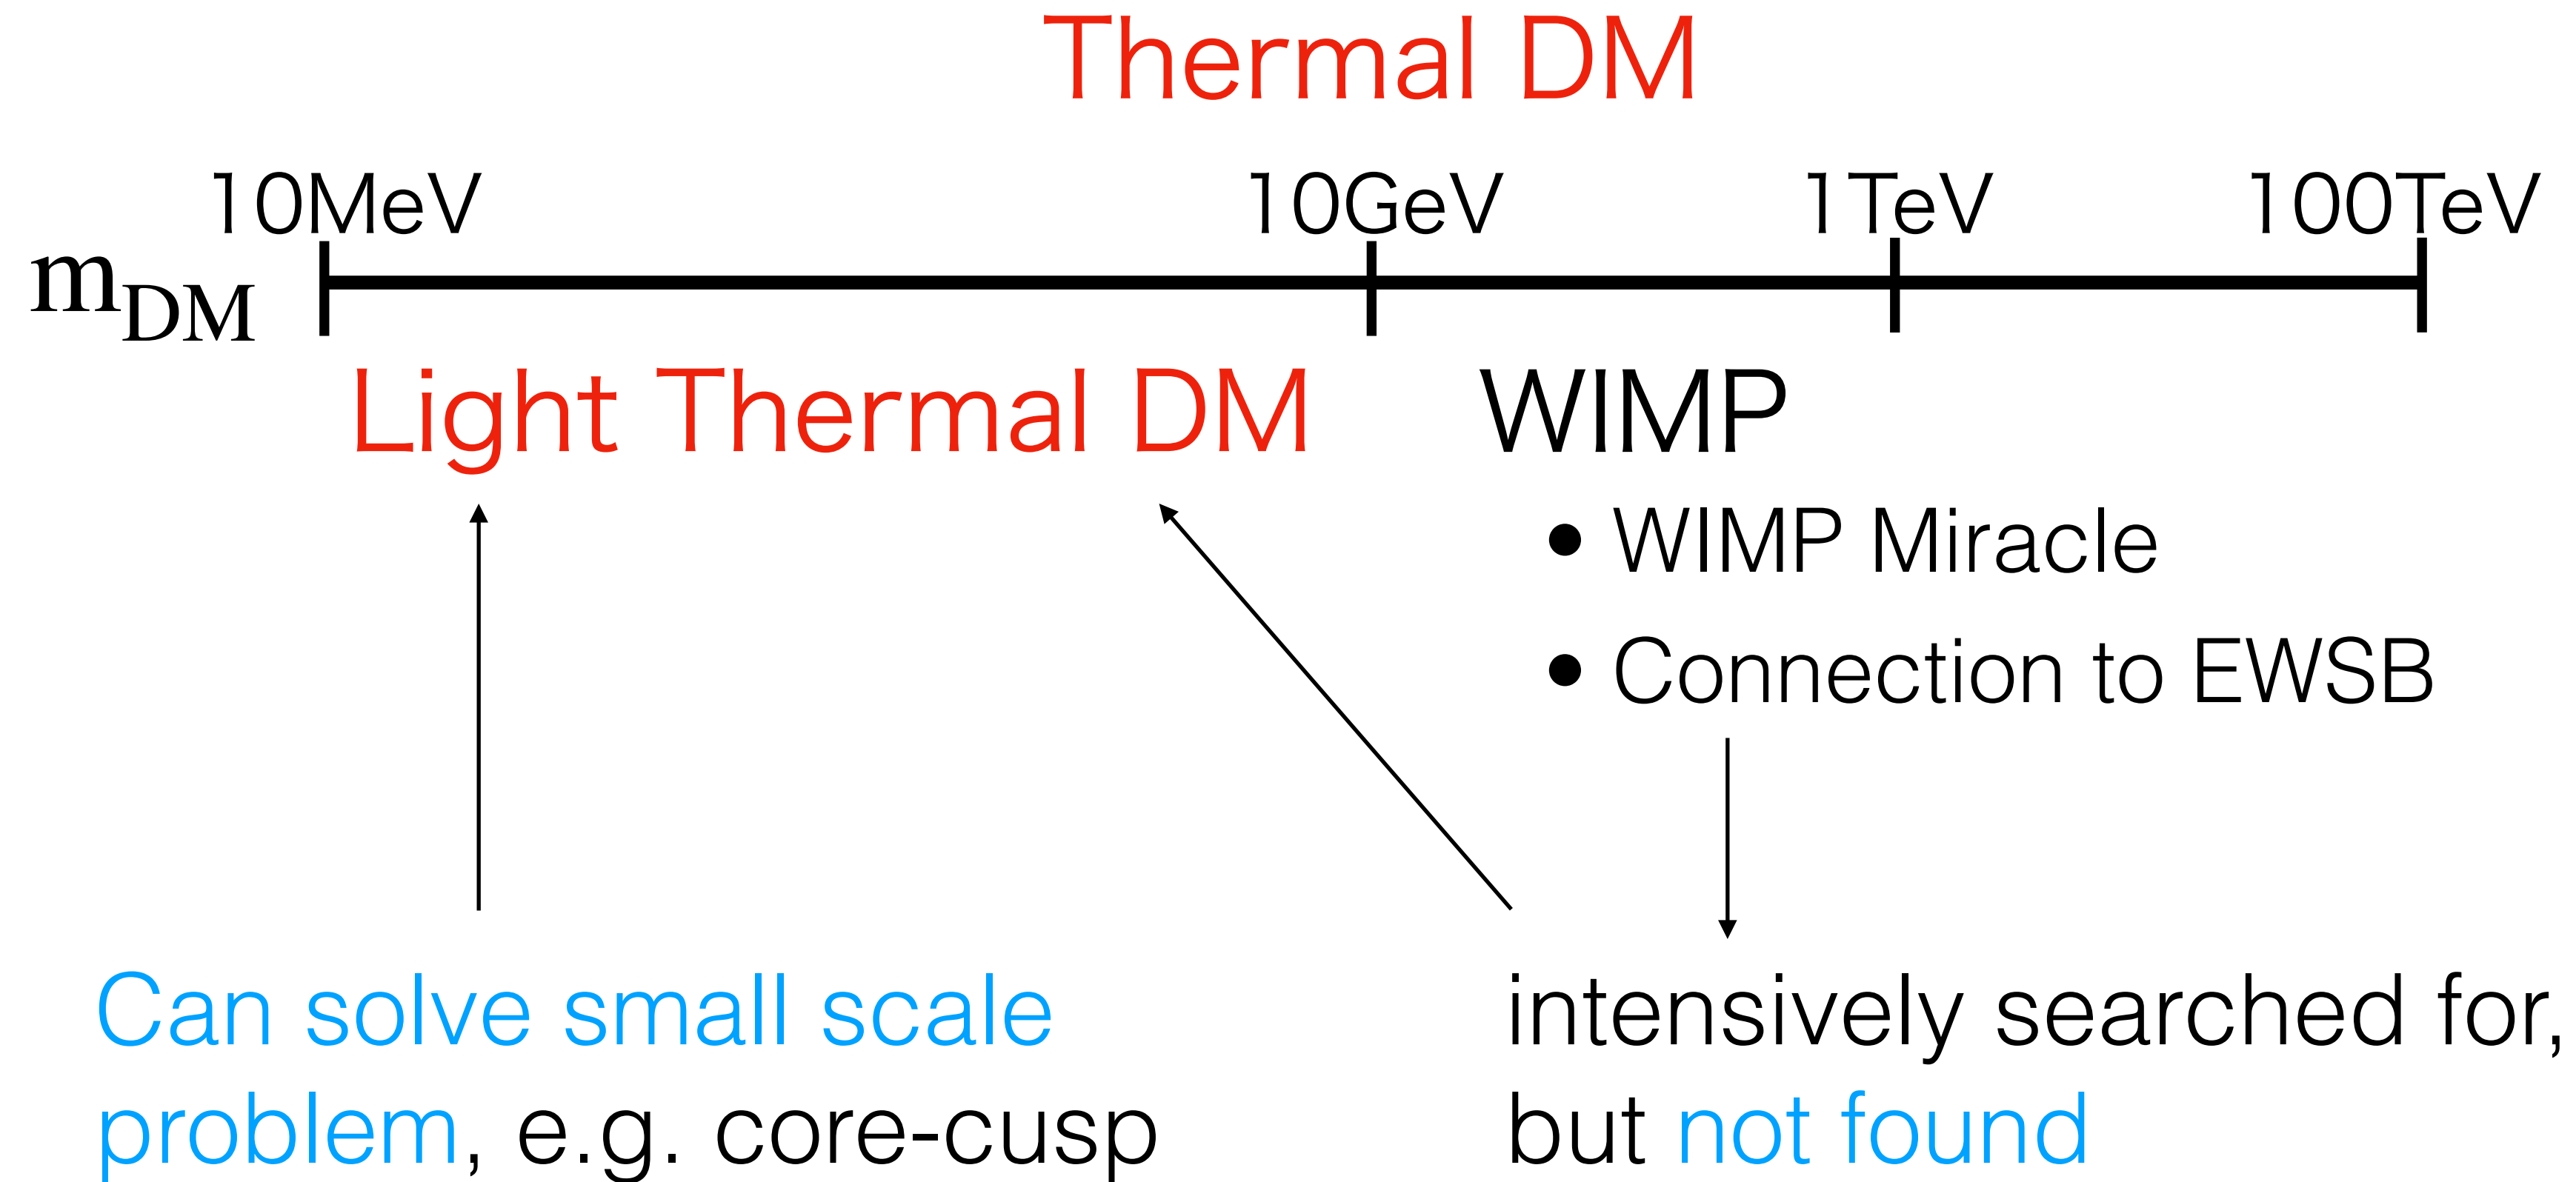 Thermal DM
10MeV 10GeV 1TeV 100TeV
mDM
Light Thermal DM WIMP
• WIMP Miracle
• Connection to EWSB
Can solve small scale
problem, e.g. core-cusp
intensively searched for,
but not found